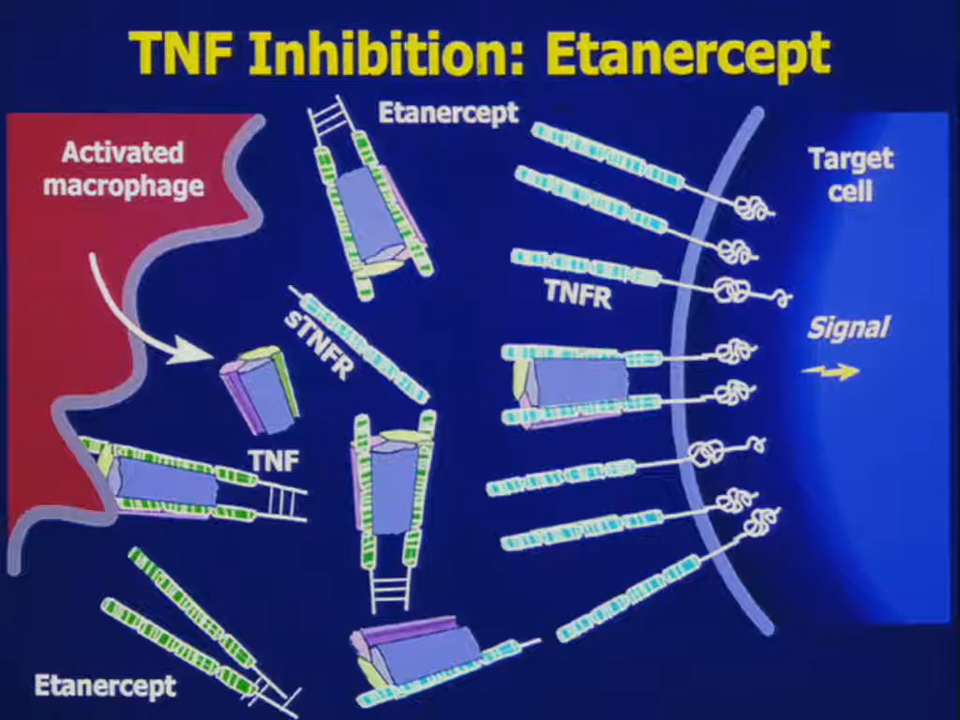 TNF Inhibition: Etanercept
Etanercept
Activated
macrophage
Target
cell
TNFR
sTNFR
Signal
TNF
Etanercept